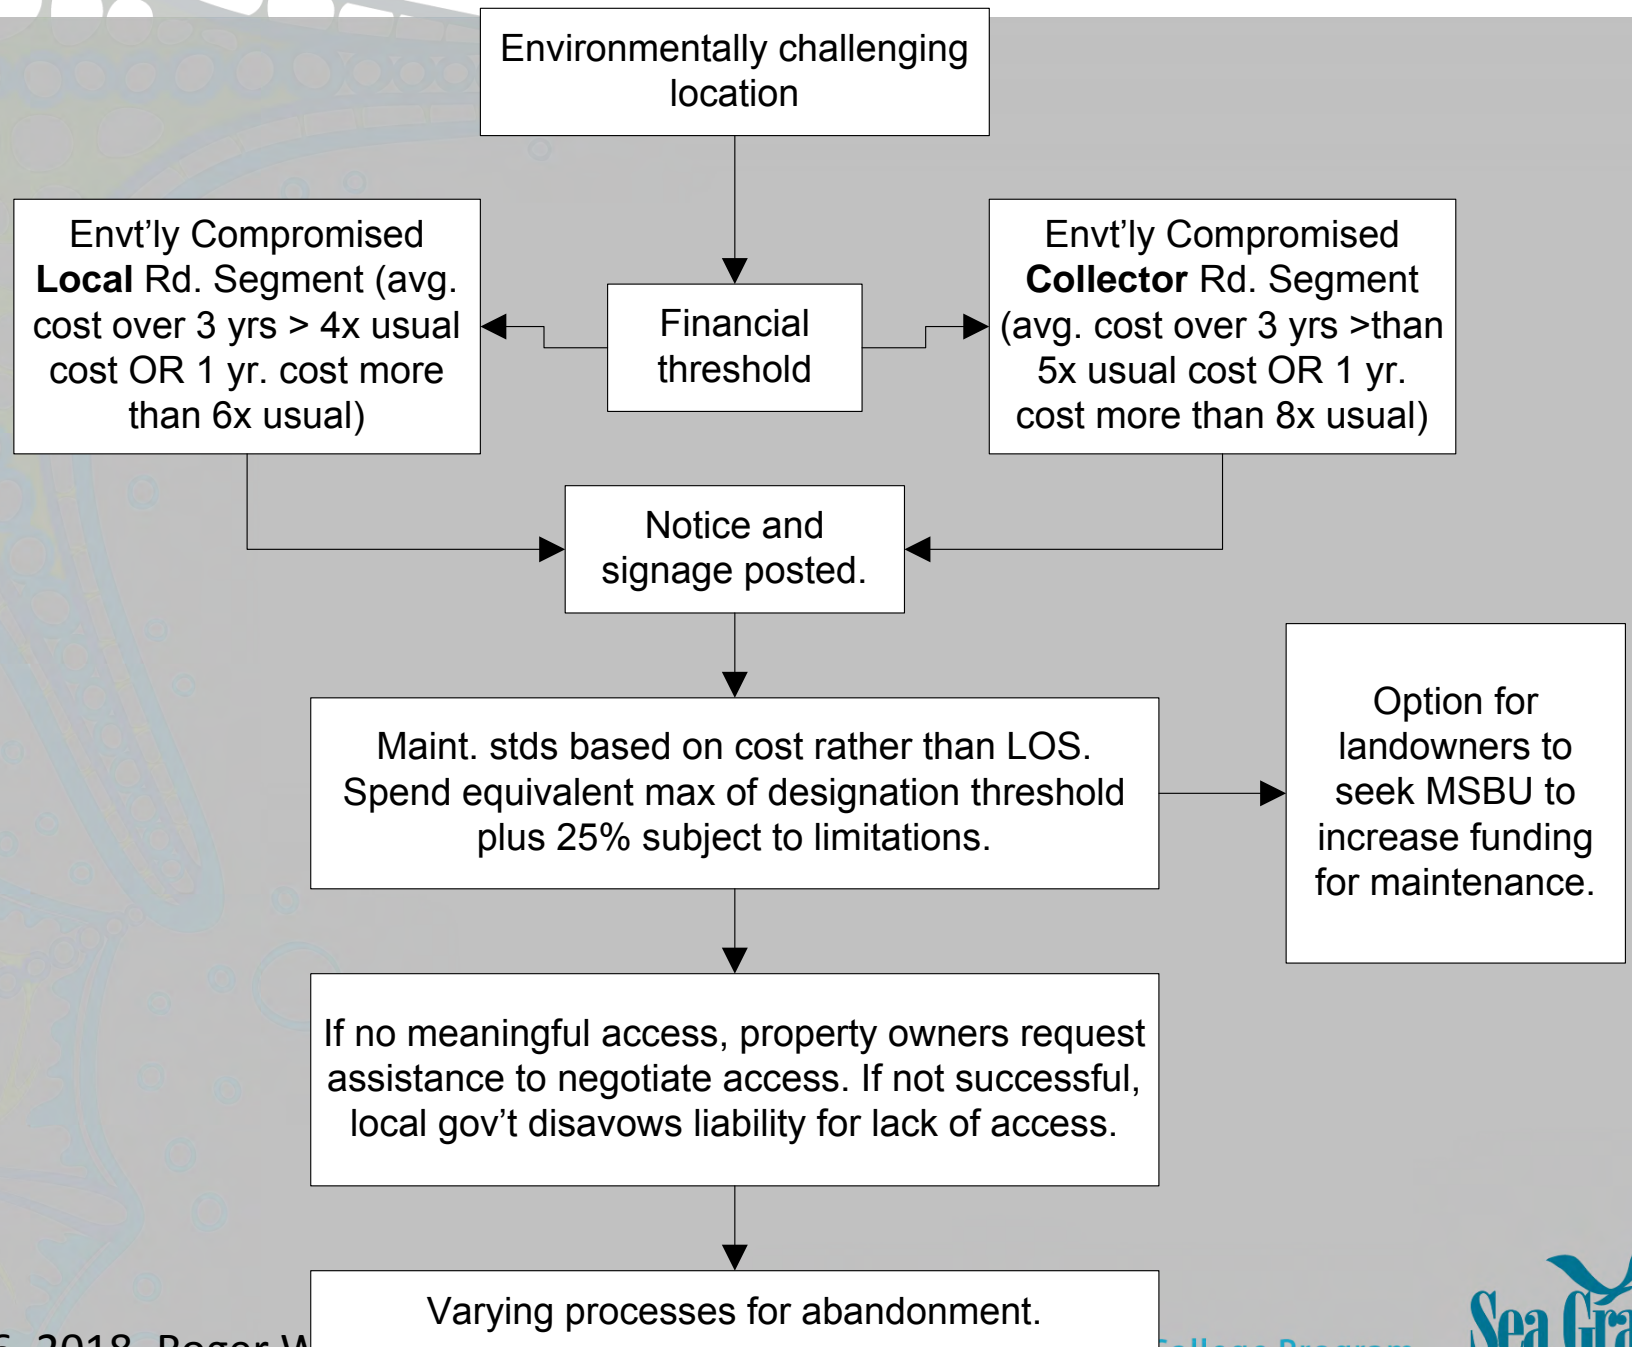 Environmentally challenging
location
Envt’ly Compromised
Local Rd. Segment (avg.
cost over 3 yrs > 4x usual
cost OR 1 yr. cost more
than 6x usual)
Financial
threshold
Envt’ly Compromised
Collector Rd. Segment
(avg. cost over 3 yrs >than
5x usual cost OR 1 yr.
cost more than 8x usual)
Notice and
signage posted.
Maint. stds based on cost rather than LOS.
Spend equivalent max of designation threshold
plus 25% subject to limitations.
Option for
landowners to
seek MSBU to
increase funding
for maintenance.
If no meaningful access, property owners request
assistance to negotiate access. If not successful,
local gov’t disavows liability for lack of access.
Varying processes for abandonment.
2018 Roger
College Program
Sea